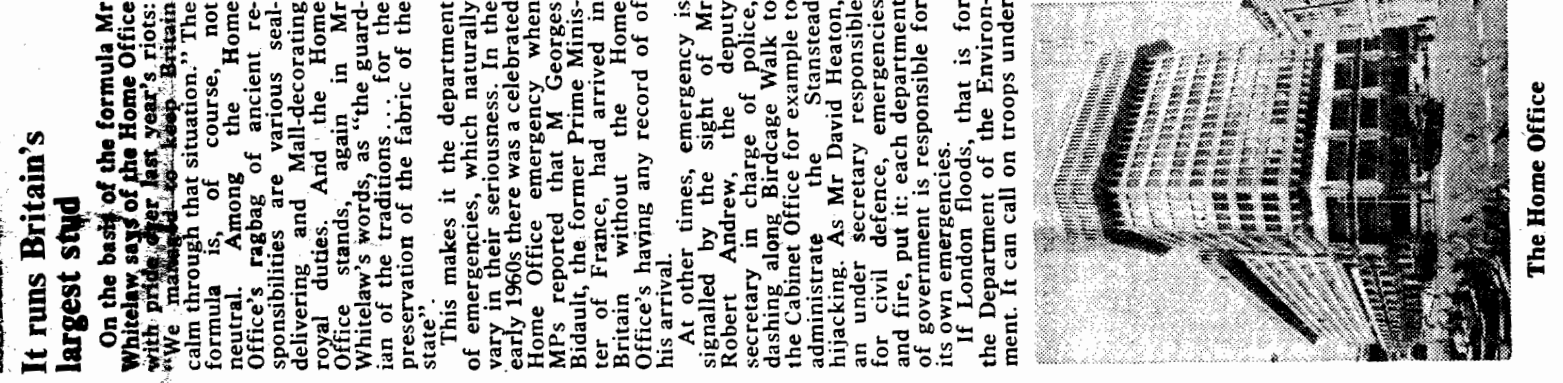 It runs Britain's
largest stud
On the basis of the formula Mr
Whitelaw says of the Home Office
with pride over last year's riots:
"We managed to keep Britain
calm through that situation." The
formula is, of course, not
neutral. Among the Home
Office's ragbag of ancient re-
sponsibilities are various seal-
delivering and Mall-decorating
royal duties. And the Home
Office stands, again in Mr
Whitelaw's words, as "the guard-
ian of the traditions ... for the
preservation of the fabric of the
state".
This makes it the department
of emergencies, which naturally
vary in their seriousness. In the
early 1960s there was a celebrated
Home Office emergency when
MPs reported that M Georges
Bidault, the former Prime Minis-
ter of France, had arrived in
Britain without the Home
Office's having any record of of
his arrival.
At other times, emergency is
signalled by the sight of Mr
Robert Andrew, the deputy
secretary in charge of police,
dashing along Birdcage Walk to
the Cabinet Office for example to
administrate the Stanstead
hijacking. As Mr David Heaton,
an under secretary responsible
for civil defence, emergencies
and fire, put it: each department
of government is responsible for
its own emergencies.
If London floods, that is for
the Department of the Environ-
ment. It can call on troops under
The Home Office